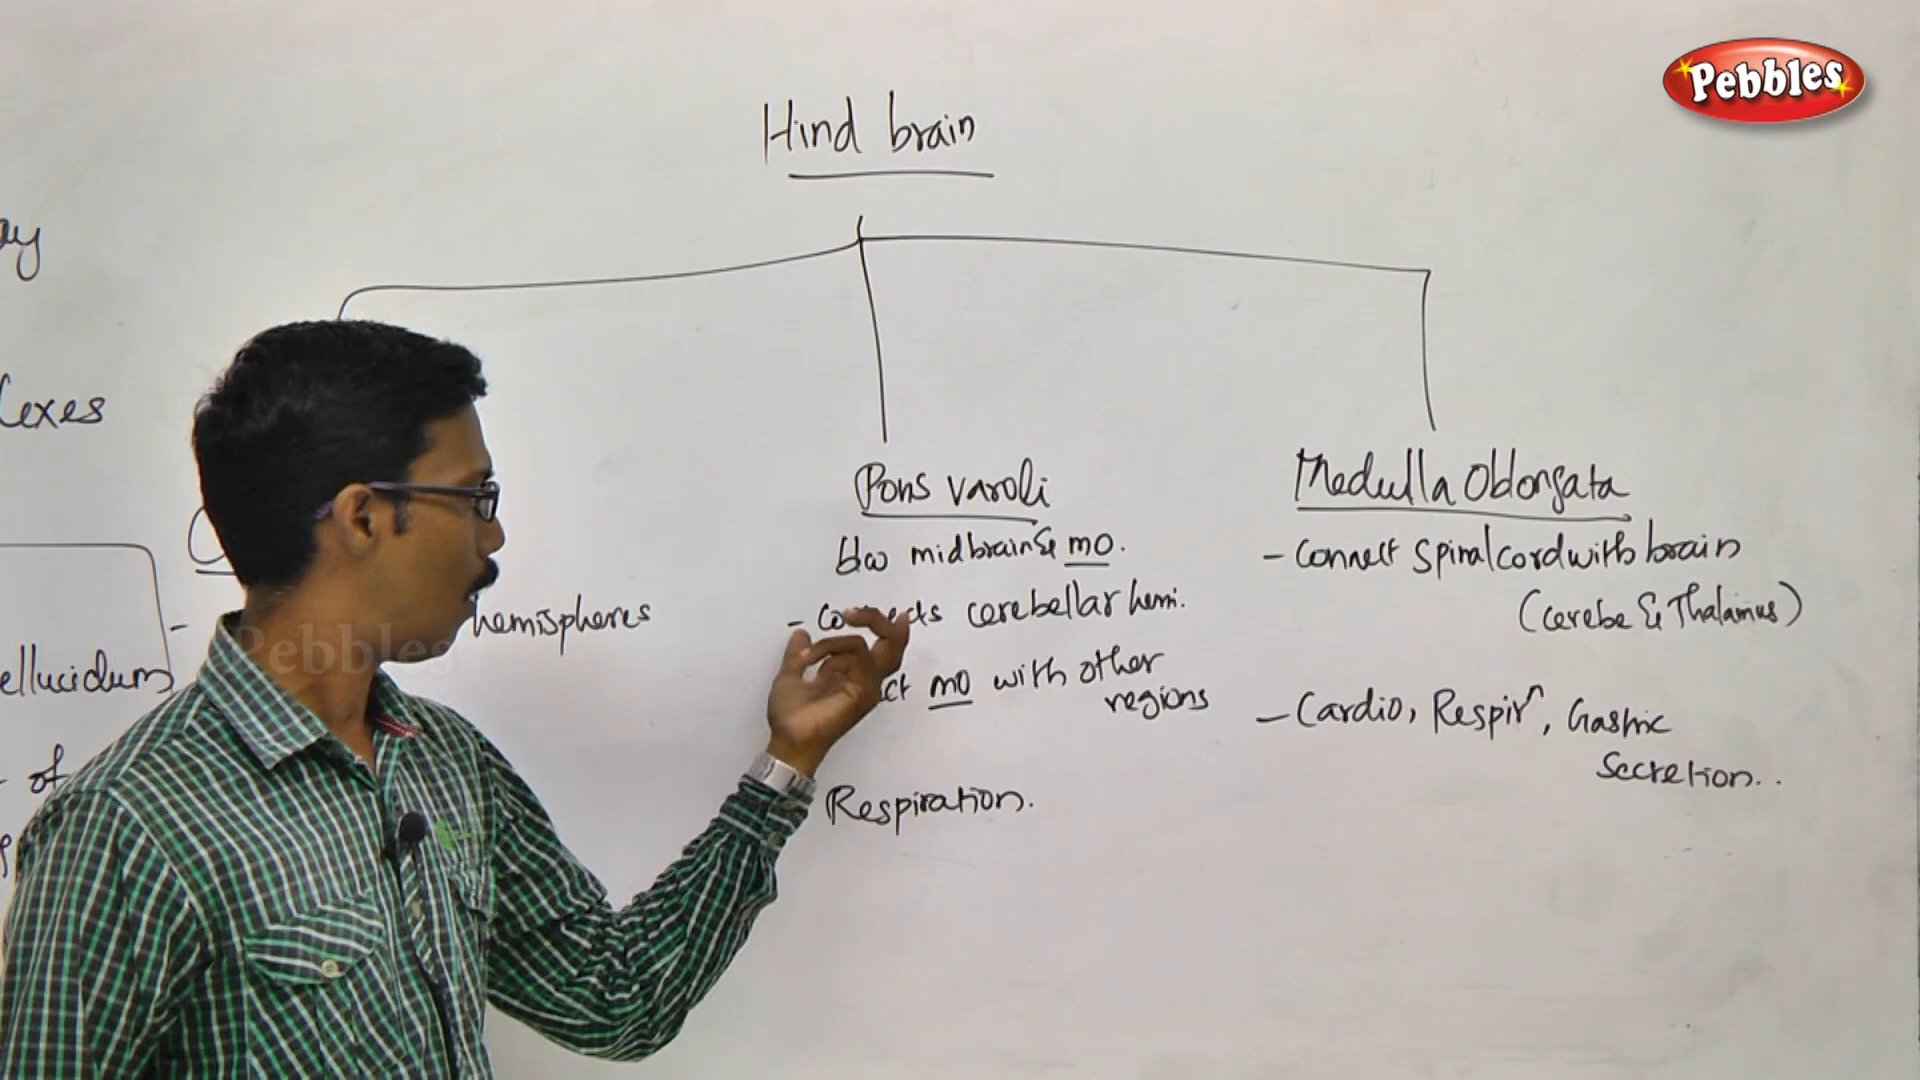 Pebbles
Hind brain
lexes
Pons varoli
b/w midbrain & mo.
- Connects cerebellar hemi.
mo with other
regions
Respiration.
Medulla Oblongata
- Connect Spinal cord with brain
(Cerebe & Thalamus)
- Cardio, Respirn, Gastric
Secretion..
- hemispheres
ellucidum
- of
Pebbles